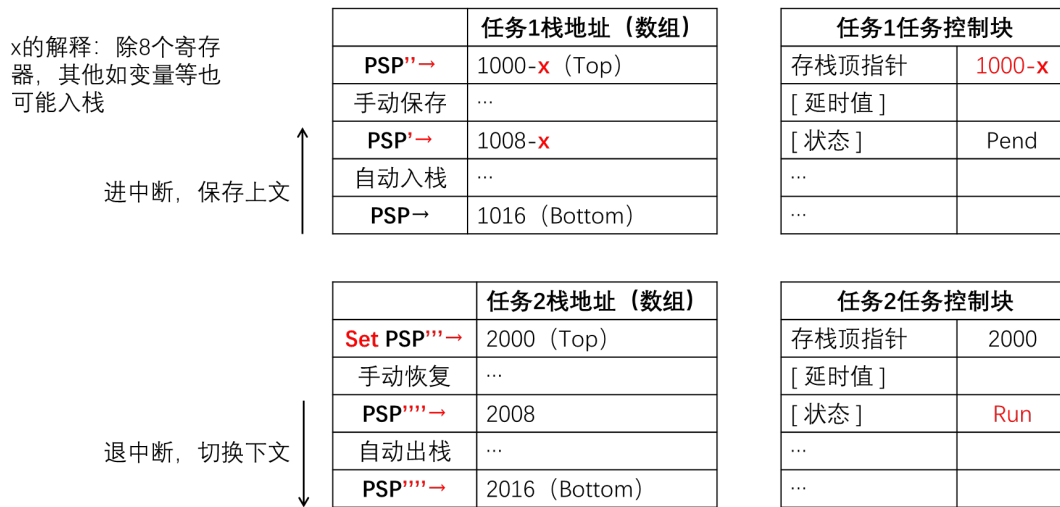 x的解释：除8个寄存
器，其他如变量等也
可能入栈
进中断，保存上文
任务1栈地址（数组）
PSP''→ 1000-x（Top）
手动保存 …
PSP'→ 1008-x
自动入栈 …
PSP→ 1016（Bottom）
任务1任务控制块
存栈顶指针 1000-x
[ 延时值 ]
[ 状态 ] Pend
…
…
退中断，切换下文
任务2栈地址（数组）
Set PSP'''→ 2000（Top）
手动恢复 …
PSP''''→ 2008
自动出栈 …
PSP''''→ 2016（Bottom）
任务2任务控制块
存栈顶指针 2000
[ 延时值 ]
[ 状态 ] Run
…
…